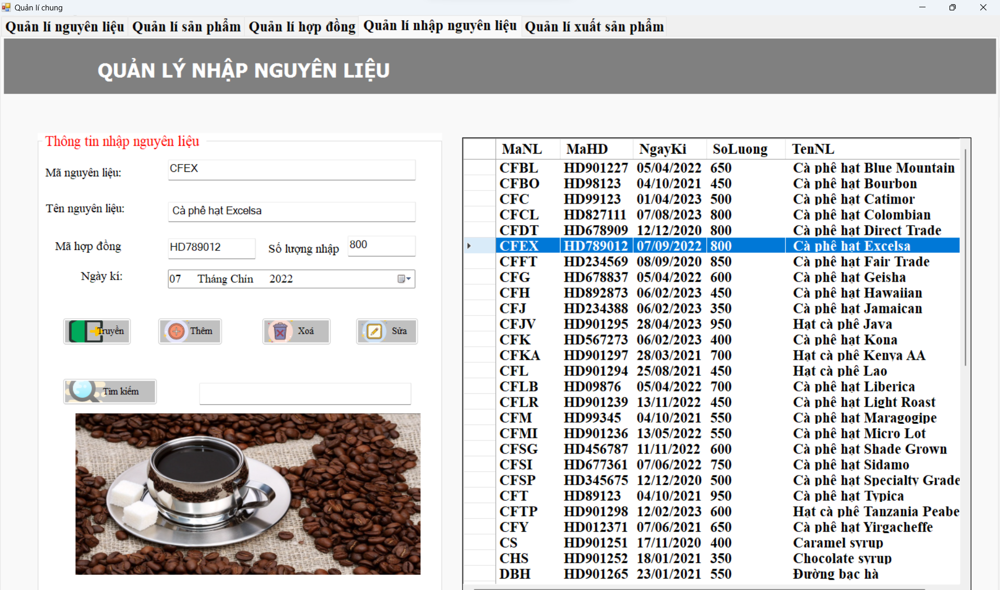 Quản lí chung
Quản lí nguyên liệu Quản lí sản phẩm Quản lí hợp đồng Quản lí nhập nguyên liệu Quản lí xuất sản phẩm
QUẢN LÝ NHẬP NGUYÊN LIỆU
Thông tin nhập nguyên liệu
Mã nguyên liệu: CFEX
Tên nguyên liệu: Cà phê hạt Excelsa
Mã hợp đồng HD789012 Số lượng nhập 800
Ngày kí: 07 Tháng Chín 2022
Truyền Thêm Xoá Sửa
Tìm kiếm
MaNL MaHD NgayKi SoLuong TenNL
CFBL HD901227 05/04/2022 650 Cà phê hạt Blue Mountain
CFBO HD98123 04/10/2021 450 Cà phê hạt Bourbon
CFC HD99123 01/04/2023 500 Cà phê hạt Catimor
CFCL HD827111 07/08/2023 800 Cà phê hạt Colombian
CFDT HD678909 12/12/2020 800 Cà phê hạt Direct Trade
CFEX HD789012 07/09/2022 800 Cà phê hạt Excelsa
CFFT HD234569 08/09/2020 850 Cà phê hạt Fair Trade
CFG HD678837 05/04/2022 600 Cà phê hạt Geisha
CFH HD892873 06/02/2023 450 Cà phê hạt Hawaiian
CFJ HD234388 06/02/2023 350 Cà phê hạt Jamaican
CFJV HD901295 28/04/2023 950 Hạt cà phê Java
CFK HD567273 06/02/2023 400 Cà phê hạt Kona
CFKA HD901297 28/03/2021 700 Hạt cà phê Kenya AA
CFL HD901294 25/08/2021 450 Hạt cà phê Lao
CFLB HD09876 05/04/2022 700 Cà phê hạt Liberica
CFLR HD901239 13/11/2022 450 Cà phê hạt Light Roast
CFM HD99345 04/10/2021 550 Cà phê hạt Maragogipe
CFMI HD901236 13/05/2022 550 Cà phê hạt Micro Lot
CFSG HD456787 11/11/2022 600 Cà phê hạt Shade Grown
CFSI HD677361 07/06/2022 750 Cà phê hạt Sidamo
CFSP HD345675 12/12/2020 500 Cà phê hạt Specialty Grade
CFT HD89123 04/10/2021 950 Cà phê hạt Typica
CFTP HD901298 12/02/2023 600 Hạt cà phê Tanzania Peabe
CFY HD012371 07/06/2021 650 Cà phê hạt Yirgacheffe
CS HD901251 17/11/2020 400 Caramel syrup
CHS HD901252 18/01/2021 350 Chocolate syrup
DBH HD901265 23/01/2021 550 Đường bạc hà